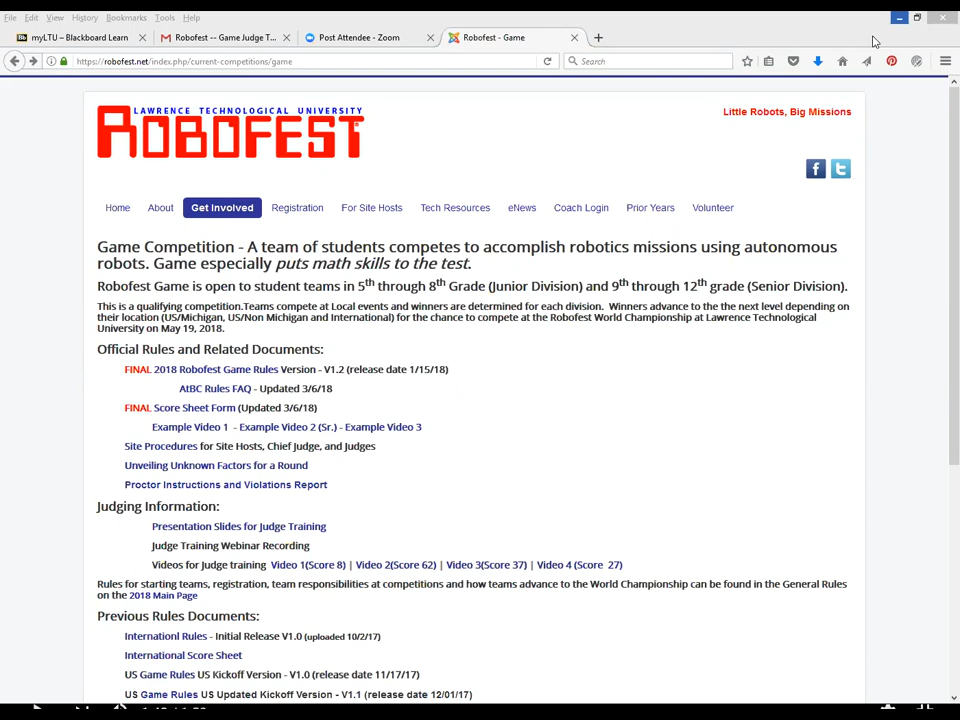 File Edit View History Bookmarks Tools Help
Bb myLTU – Blackboard Learn Robofest -- Game Judge T... Post Attendee - Zoom Robofest - Game
https://robofest.net/index.php/current-competitions/game Search
LAWRENCE TECHNOLOGICAL UNIVERSITY
ROBOFEST
Little Robots, Big Missions
Home About Get Involved Registration For Site Hosts Tech Resources eNews Coach Login Prior Years Volunteer
Game Competition - A team of students competes to accomplish robotics missions using autonomous
robots. Game especially puts math skills to the test.
Robofest Game is open to student teams in 5th through 8th Grade (Junior Division) and 9th through 12th grade (Senior Division).
This is a qualifying competition.Teams compete at Local events and winners are determined for each division. Winners advance to the the next level depending on
their location (US/Michigan, US/Non Michigan and International) for the chance to compete at the Robofest World Championship at Lawrence Technological
University on May 19, 2018.
Official Rules and Related Documents:
FINAL 2018 Robofest Game Rules Version - V1.2 (release date 1/15/18)
AtBC Rules FAQ - Updated 3/6/18
FINAL Score Sheet Form (Updated 3/6/18)
Example Video 1 - Example Video 2 (Sr.) - Example Video 3
Site Procedures for Site Hosts, Chief Judge, and Judges
Unveiling Unknown Factors for a Round
Proctor Instructions and Violations Report
Judging Information:
Presentation Slides for Judge Training
Judge Training Webinar Recording
Videos for Judge training Video 1(Score 8) | Video 2(Score 62) | Video 3(Score 37) | Video 4 (Score 27)
Rules for starting teams, registration, team responsibilities at competitions and how teams advance to the World Championship can be found in the General Rules
on the 2018 Main Page
Previous Rules Documents:
Internationl Rules - Initial Release V1.0 (uploaded 10/2/17)
International Score Sheet
US Game Rules US Kickoff Version - V1.0 (release date 11/17/17)
US Game Rules US Updated Kickoff Version - V1.1 (release date 12/01/17)